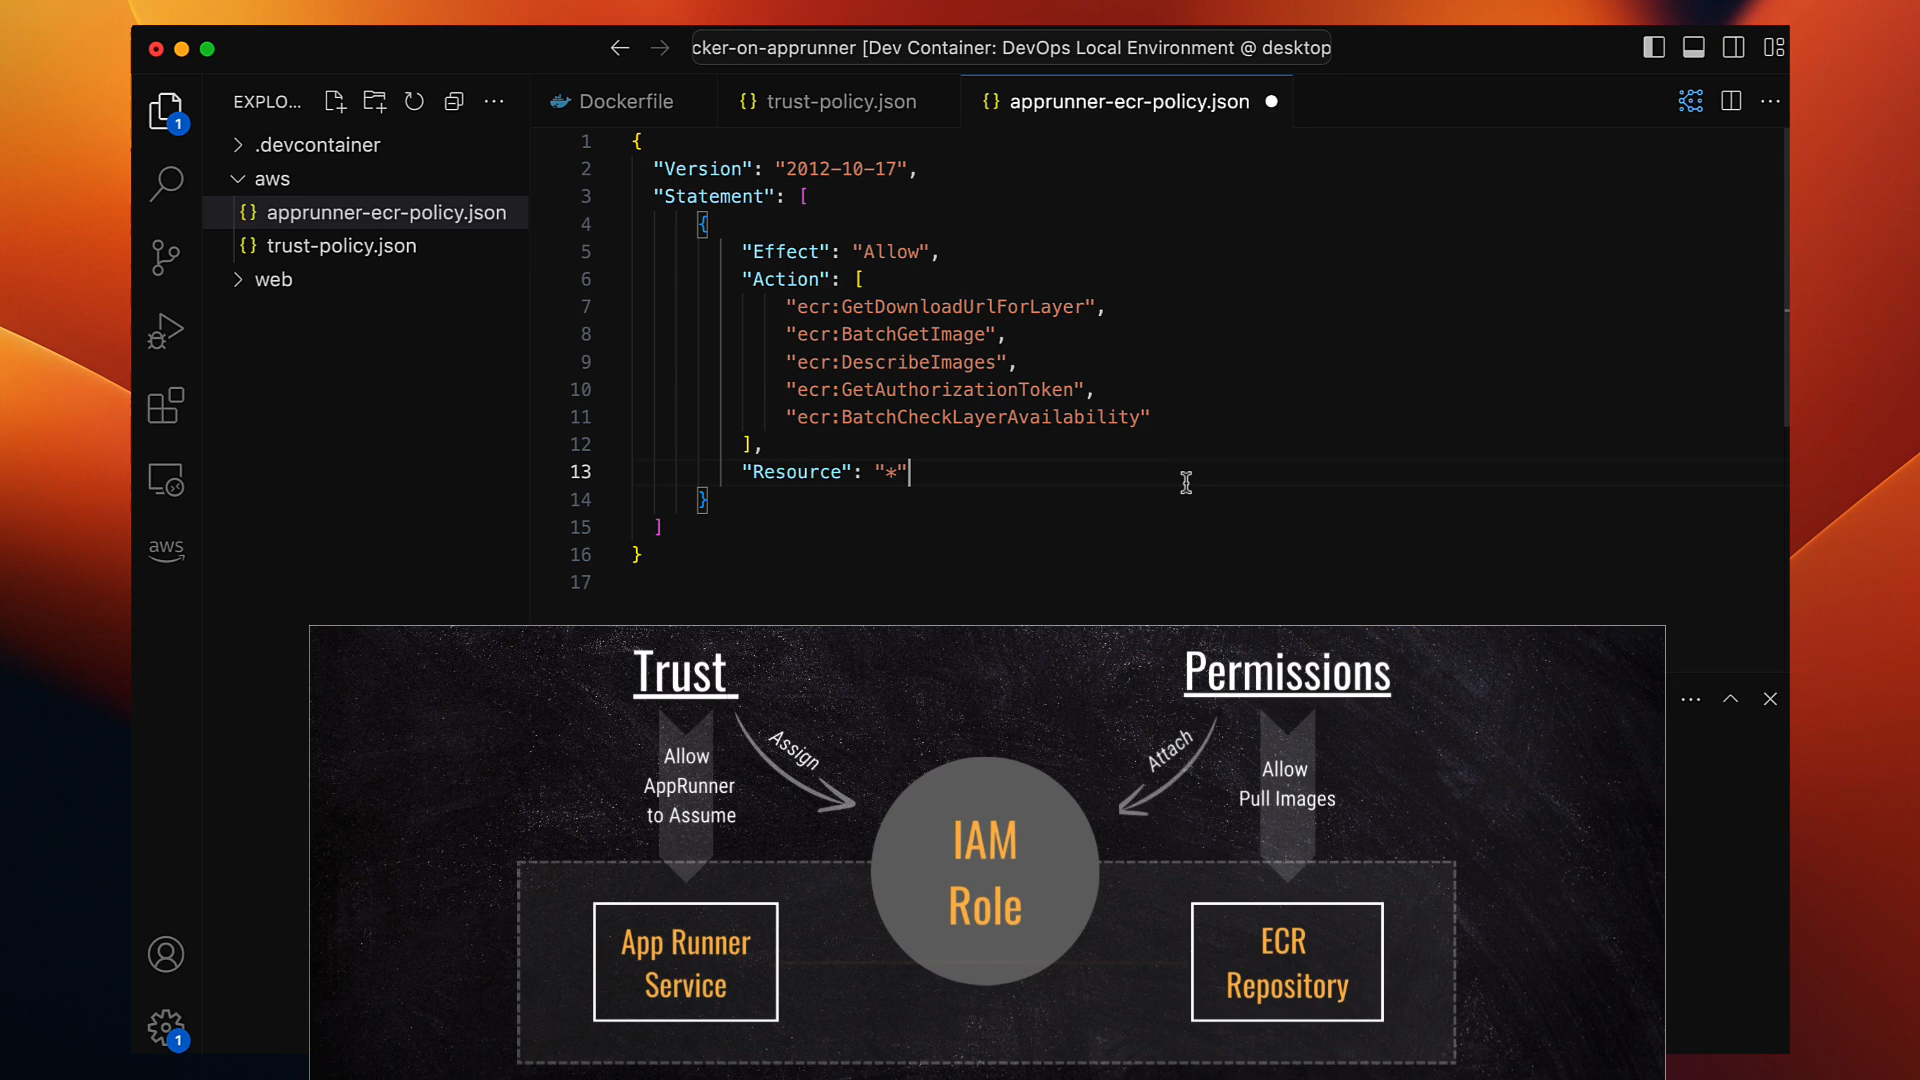 cker-on-apprunner [Dev Container: DevOps Local Environment @ desktop
EXPLO...
Dockerfile
{} trust-policy.json
{} apprunner-ecr-policy.json
1
.devcontainer
aws
{} apprunner-ecr-policy.json
{} trust-policy.json
web
aws
1
1 {
2 "Version": "2012-10-17",
3 "Statement": [
4 {
5 "Effect": "Allow",
6 "Action": [
7 "ecr:GetDownloadUrlForLayer",
8 "ecr:BatchGetImage",
9 "ecr:DescribeImages",
10 "ecr:GetAuthorizationToken",
11 "ecr:BatchCheckLayerAvailability"
12 ],
13 "Resource": "*"
14 }
15 ]
16 }
17
Trust
Permissions
Assign
Attach
Allow
AppRunner
to Assume
Allow
Pull Images
IAM
Role
App Runner
Service
ECR
Repository